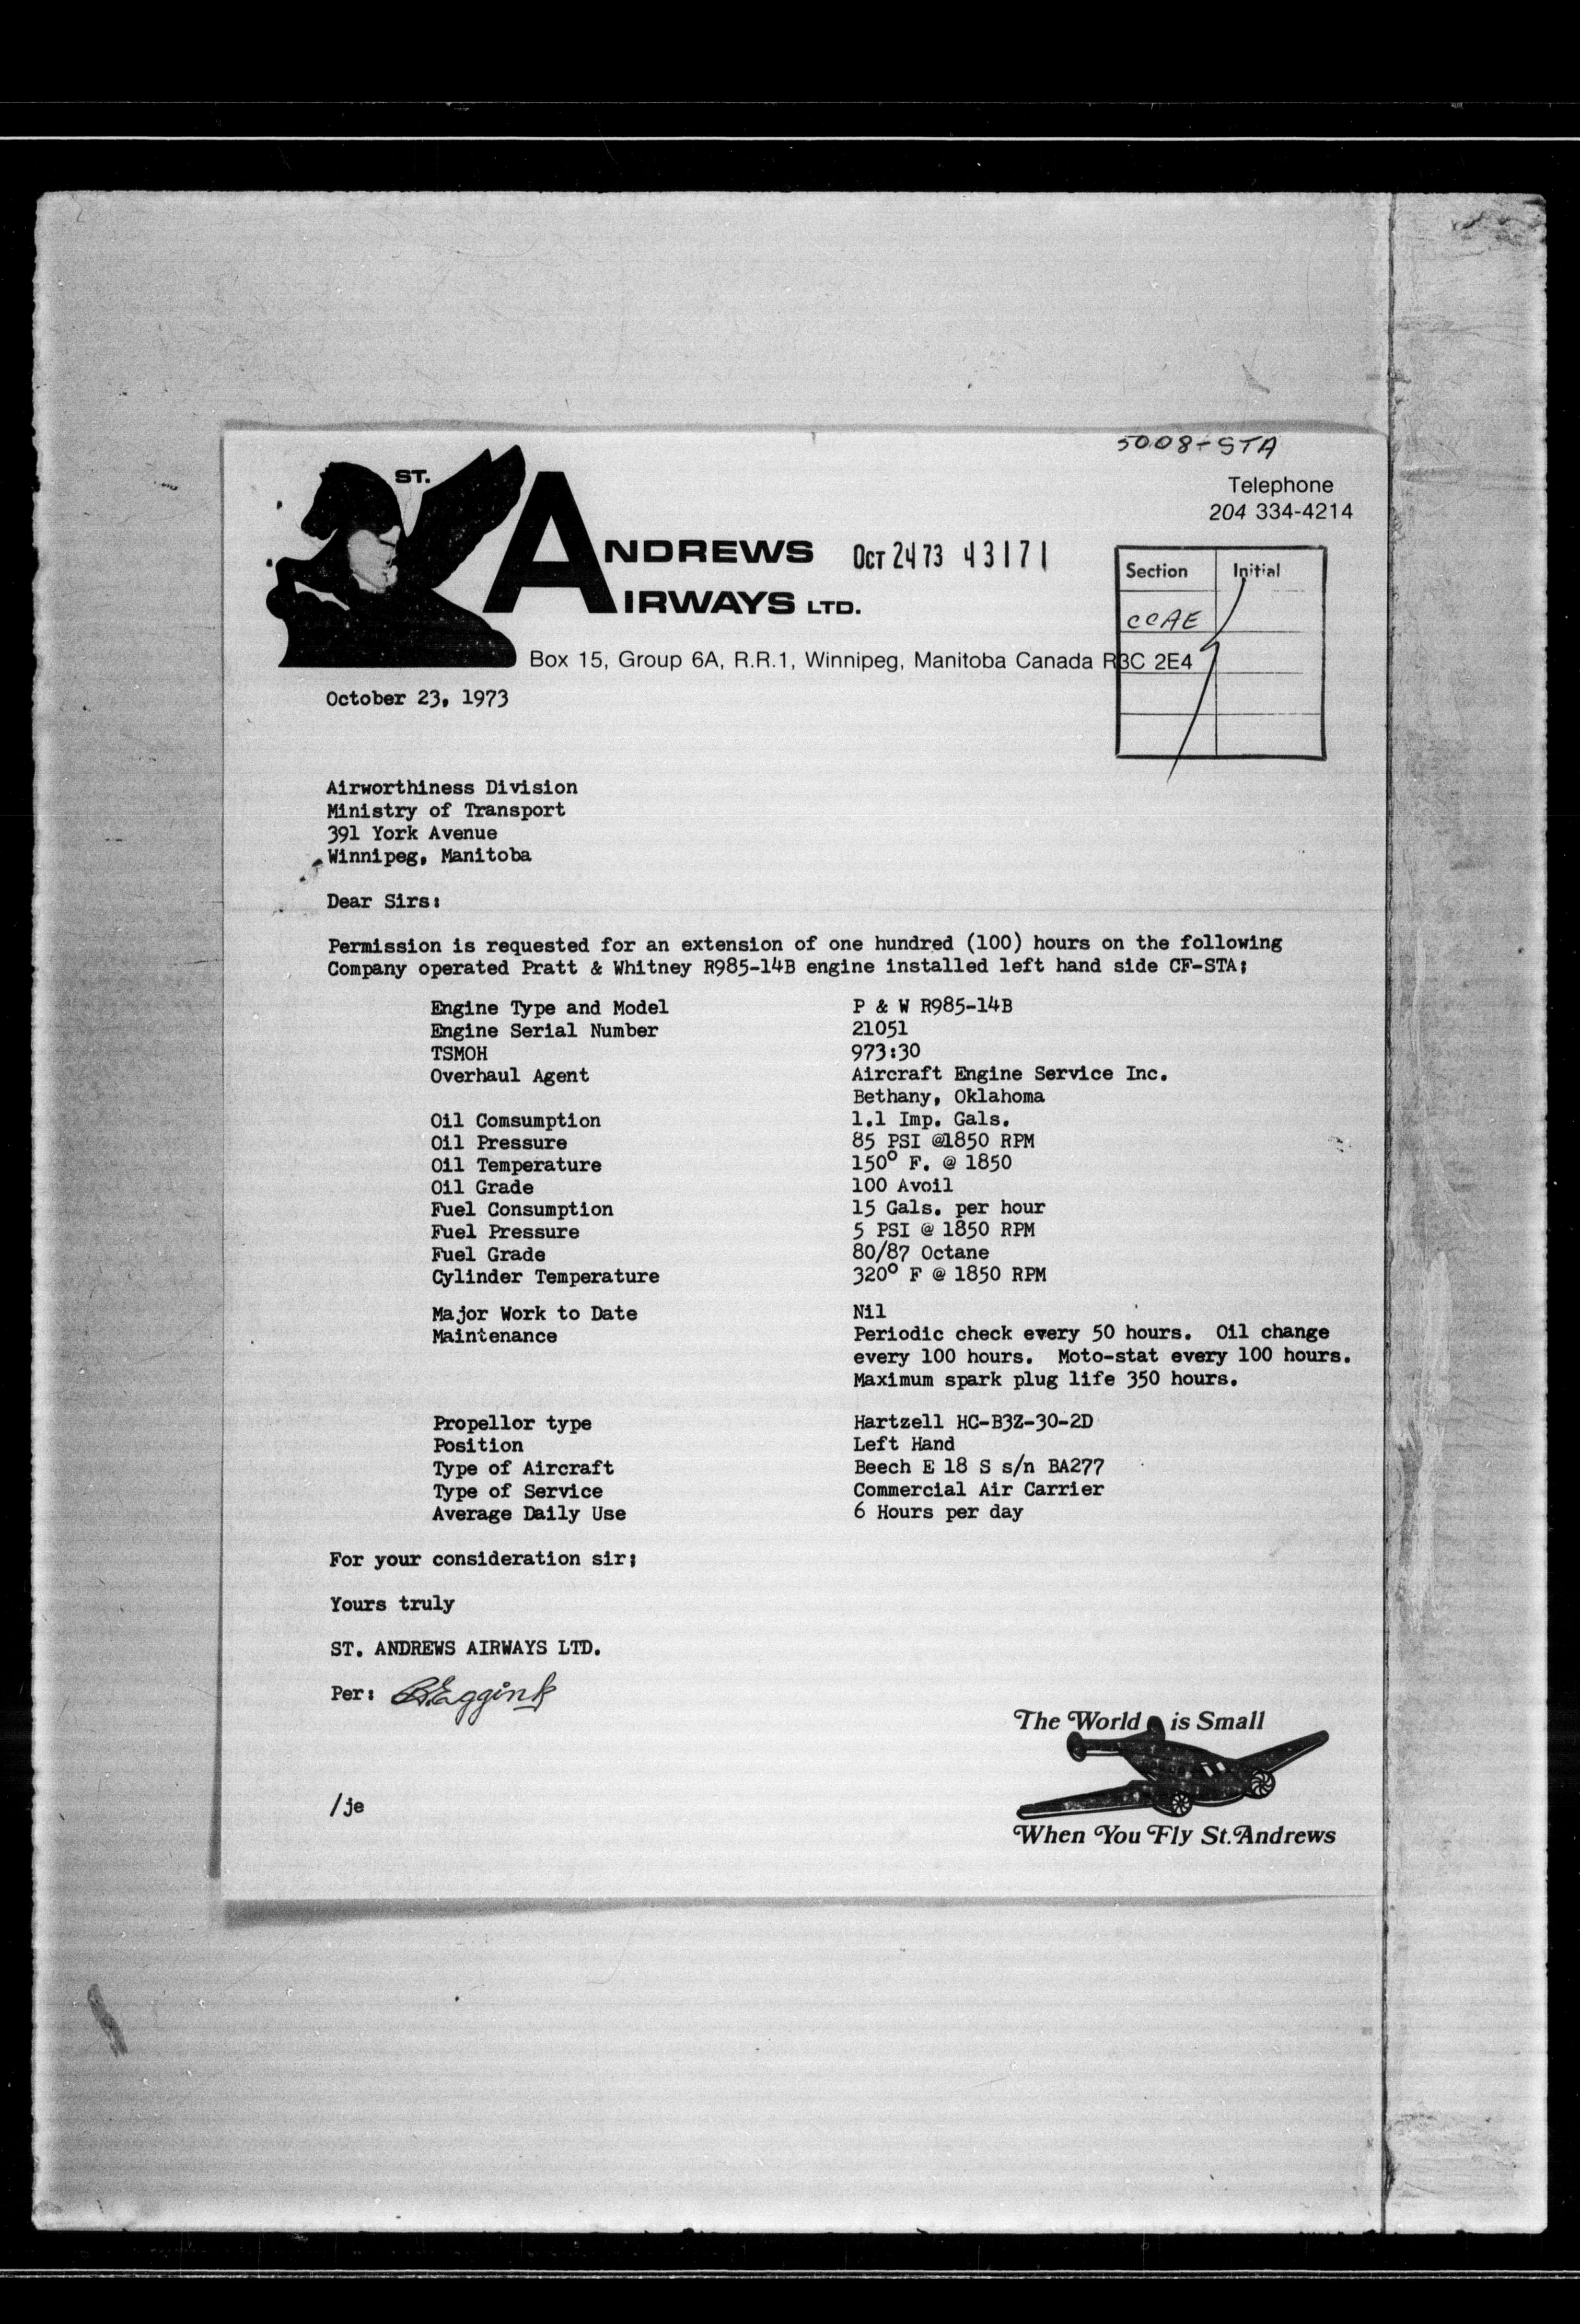 5008-STA
Telephone
204 334-4214
ST. ANDREWS
AIRWAYS LTD.
OCT 24 73 43171
Section Initial
CCAE
Box 15, Group 6A, R.R.1, Winnipeg, Manitoba Canada R3C 2E4
October 23, 1973
Airworthiness Division
Ministry of Transport
391 York Avenue
Winnipeg, Manitoba
Dear Sirs:
Permission is requested for an extension of one hundred (100) hours on the following
Company operated Pratt & Whitney R985-14B engine installed left hand side CF-STA;
Engine Type and Model P & W R985-14B
Engine Serial Number 21051
TSMOH 973:30
Overhaul Agent Aircraft Engine Service Inc.
Bethany, Oklahoma
Oil Comsumption 1.1 Imp. Gals.
Oil Pressure 85 PSI @1850 RPM
Oil Temperature 150° F. @ 1850
Oil Grade 100 Avoil
Fuel Consumption 15 Gals. per hour
Fuel Pressure 5 PSI @ 1850 RPM
Fuel Grade 80/87 Octane
Cylinder Temperature 320° F @ 1850 RPM
Major Work to Date Nil
Maintenance Periodic check every 50 hours. Oil change
every 100 hours. Moto-stat every 100 hours.
Maximum spark plug life 350 hours.
Propellor type Hartzell HC-B3Z-30-2D
Position Left Hand
Type of Aircraft Beech E 18 S s/n BA277
Type of Service Commercial Air Carrier
Average Daily Use 6 Hours per day
For your consideration sir;
Yours truly
ST. ANDREWS AIRWAYS LTD.
Per: Eggink
/je
The World is Small
When You Fly St. Andrews